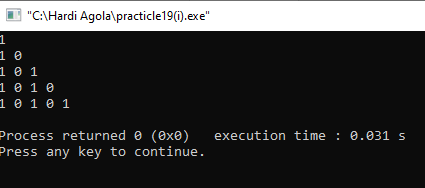 "C:\Hardi Agola\practicle19(i).exe"
1
1 0
1 0 1
1 0 1 0
1 0 1 0 1
Process returned 0 (0x0)   execution time : 0.031 s
Press any key to continue.